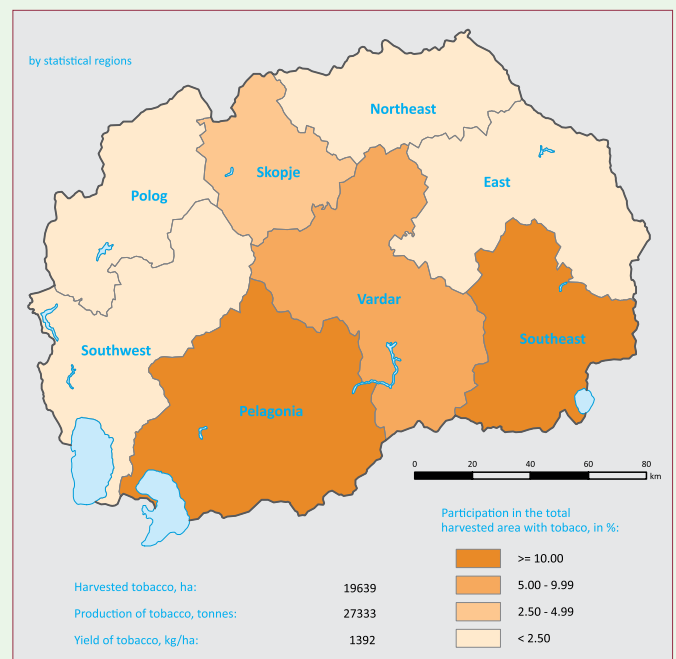 by statistical regions
Northeast
Skopje
East
Polog
Vardar
Southeast
Southwest
Pelagonia
0 20 40 60 80
km
Participation in the total
harvested area with tobaco, in %:
>= 10.00
5.00 - 9.99
2.50 - 4.99
< 2.50
Harvested tobacco, ha: 19639
Production of tobacco, tonnes: 27333
Yield of tobacco, kg/ha: 1392